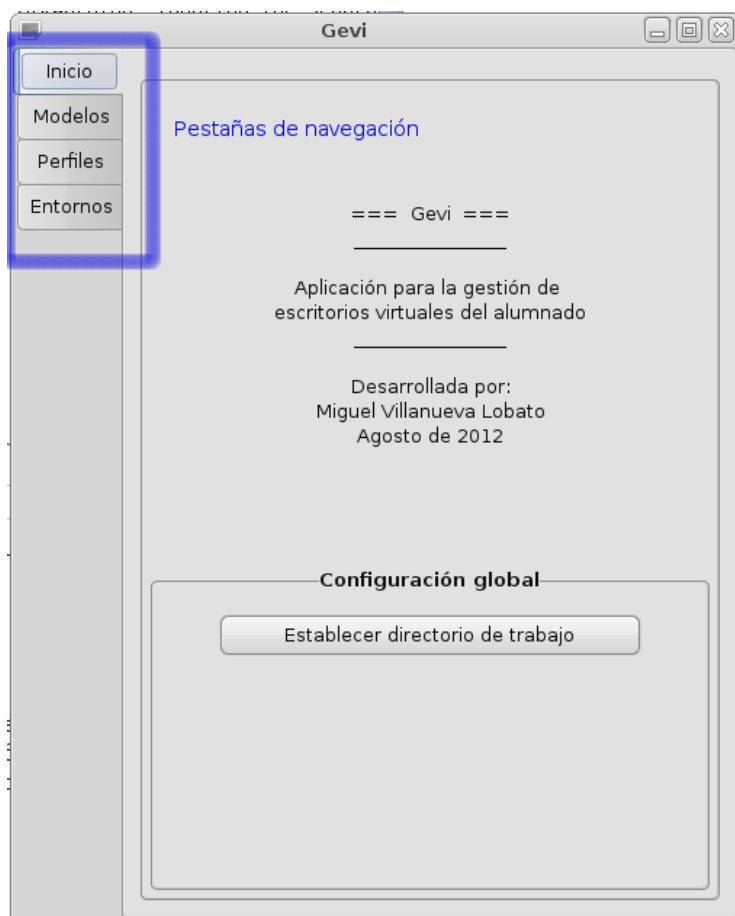 Gevi
Inicio
Modelos
Perfiles
Entornos
Pestañas de navegación
=== Gevi ===
Aplicación para la gestión de
escritorios virtuales del alumnado
Desarrollada por:
Miguel Villanueva Lobato
Agosto de 2012
Configuración global
Establecer directorio de trabajo